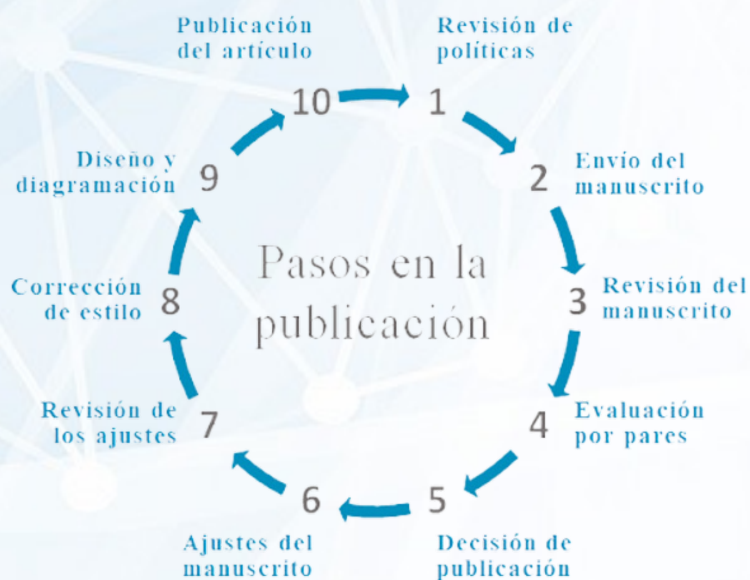 Pasos en la
publicación
1
Revisión de
políticas
2
Envío del
manuscrito
3
Revisión del
manuscrito
4
Evaluación
por pares
5
Decisión de
publicación
6
Ajustes del
manuscrito
7
Revisión de
los ajustes
8
Corrección
de estilo
9
Diseño y
diagramación
10
Publicación
del artículo